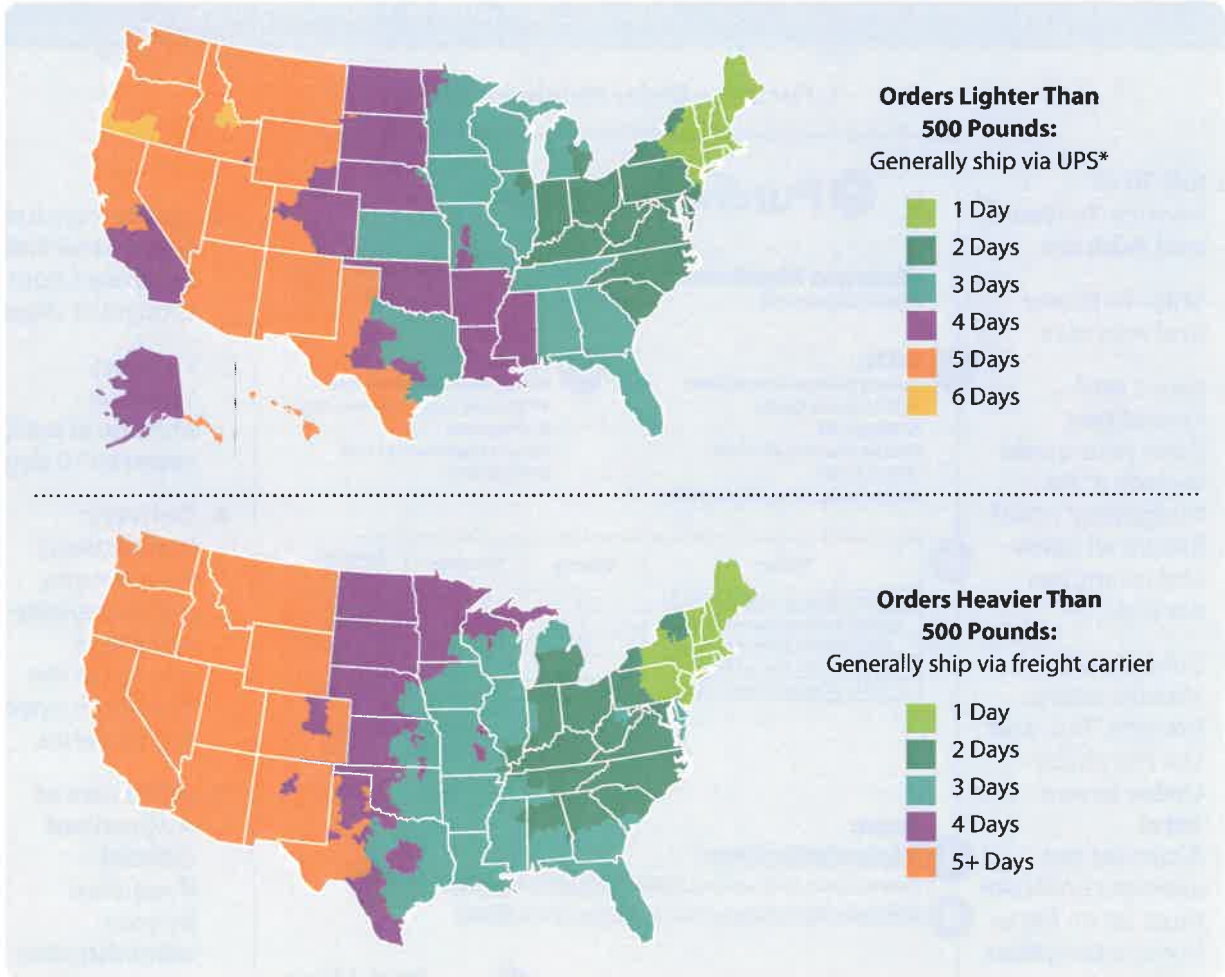 Orders Lighter Than
500 Pounds:
Generally ship via UPS*
1 Day
2 Days
3 Days
4 Days
5 Days
6 Days
Orders Heavier Than
500 Pounds:
Generally ship via freight carrier
1 Day
2 Days
3 Days
4 Days
5+ Days